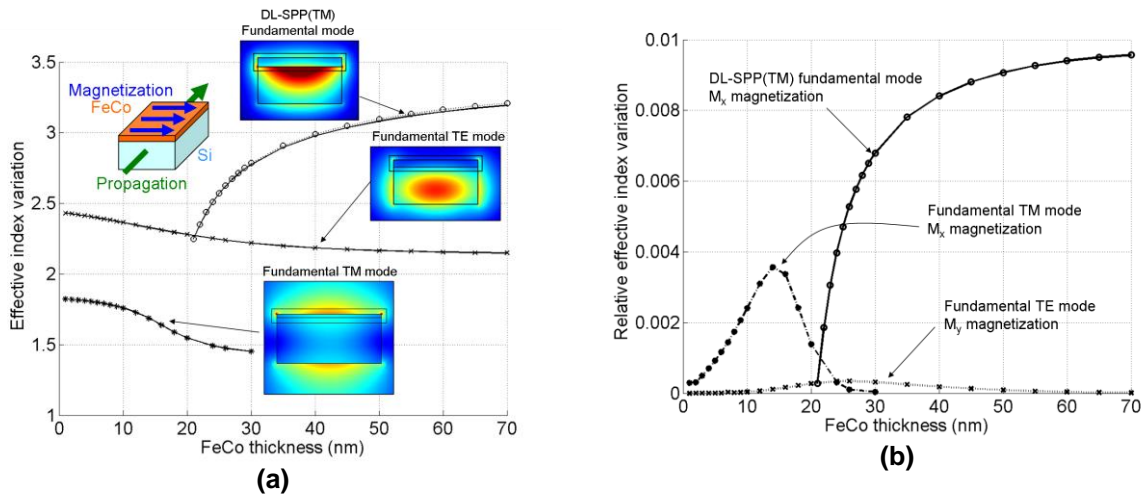 DL-SPP(TM)
Fundamental mode
Magnetization
FeCo
Si
Propagation
Fundamental TE mode
Fundamental TM mode
Effective index variation
3.5
3
2.5
2
1.5
1
0
10
20
30
40
50
60
70
FeCo thickness (nm)
(a)
Relative effective index variation
0.01
0.008
0.006
0.004
0.002
0
DL-SPP(TM) fundamental mode
Mx magnetization
Fundamental TM mode
Mx magnetization
Fundamental TE mode
My magnetization
0
10
20
30
40
50
60
70
FeCo thickness (nm)
(b)